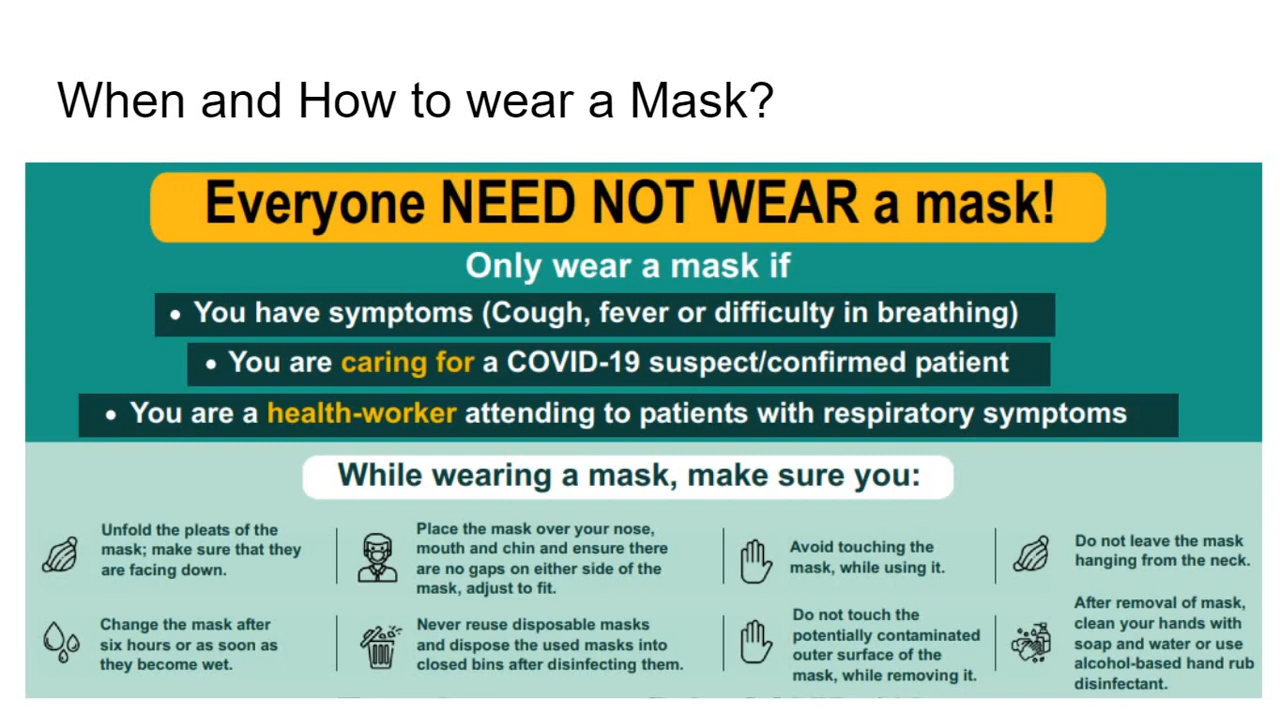 When and How to wear a Mask?
Everyone NEED NOT WEAR a mask!
Only wear a mask if
• You have symptoms (Cough, fever or difficulty in breathing)
• You are caring for a COVID-19 suspect/confirmed patient
• You are a health-worker attending to patients with respiratory symptoms
While wearing a mask, make sure you:
Unfold the pleats of the
mask; make sure that they
are facing down.
Place the mask over your nose,
mouth and chin and ensure there
are no gaps on either side of the
mask, adjust to fit.
Avoid touching the
mask, while using it.
Do not leave the mask
hanging from the neck.
Change the mask after
six hours or as soon as
they become wet.
Never reuse disposable masks
and dispose the used masks into
closed bins after disinfecting them.
Do not touch the
potentially contaminated
outer surface of the
mask, while removing it.
After removal of mask,
clean your hands with
soap and water or use
alcohol-based hand rub
disinfectant.